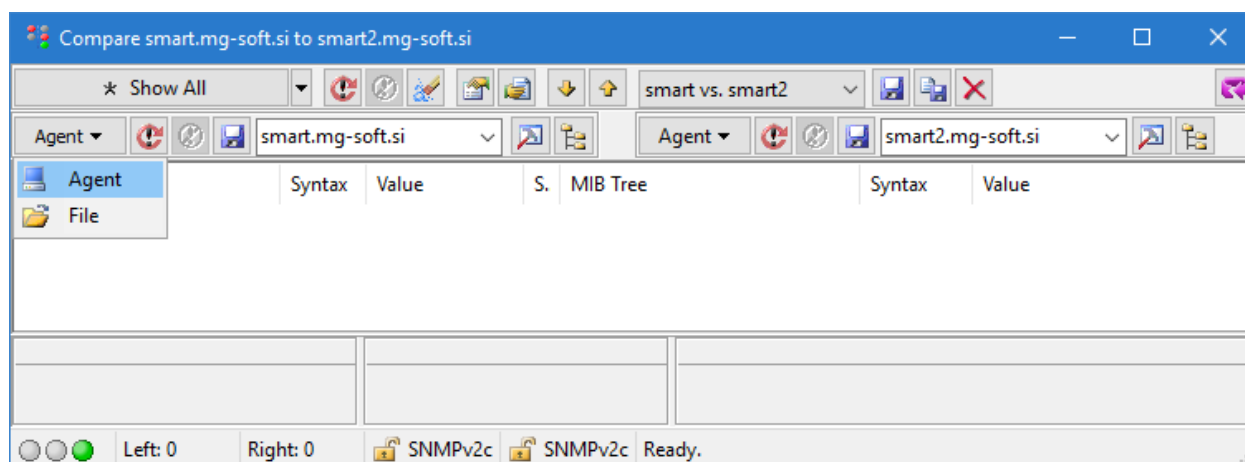 Compare smart.mg-soft.si to smart2.mg-soft.si
* Show All smart vs. smart2
Agent smart.mg-soft.si Agent smart2.mg-soft.si
Agent Syntax Value S. MIB Tree Syntax Value
File
Left: 0 Right: 0 SNMPv2c SNMPv2c Ready.